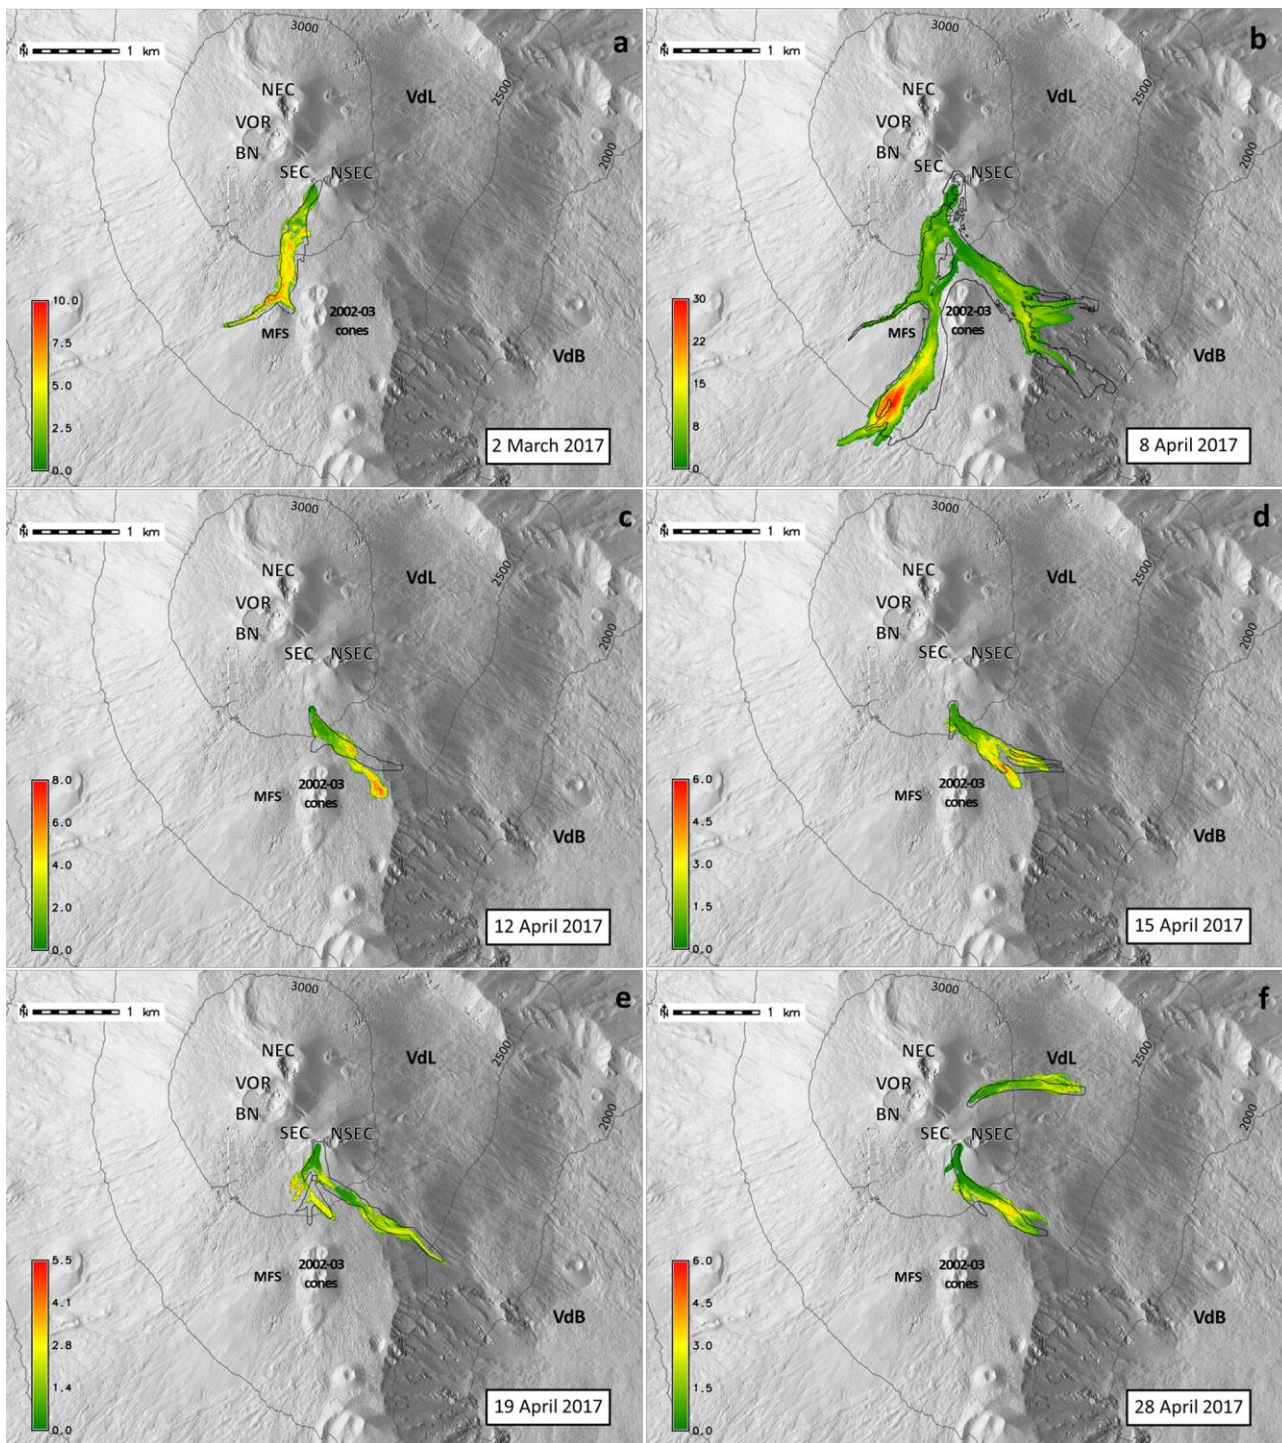 a
N 1 km
3000
NEC
VdL
2500
VOR
BN
2000
SEC
NSEC
10.0
7.5
5.0
2.5
0.0
2002-03
cones
MFS
VdB
2 March 2017
b
N 1 km
3000
NEC
VdL
2500
VOR
BN
2000
SEC
NSEC
30
22
15
8
0
2002-03
cones
MFS
VdB
8 April 2017
c
N 1 km
3000
NEC
VdL
2500
VOR
BN
2000
SEC
NSEC
8.0
6.0
4.0
2.0
0.0
2002-03
cones
MFS
VdB
12 April 2017
d
N 1 km
3000
NEC
VdL
2500
VOR
BN
2000
SEC
NSEC
6.0
4.5
3.0
1.5
0.0
2002-03
cones
MFS
VdB
15 April 2017
e
N 1 km
3000
NEC
VdL
2500
VOR
BN
2000
SEC
NSEC
5.5
4.1
2.8
1.4
0.0
2002-03
cones
MFS
VdB
19 April 2017
f
N 1 km
3000
NEC
VdL
2500
VOR
BN
2000
SEC
NSEC
6.0
4.5
3.0
1.5
0.0
2002-03
cones
MFS
VdB
28 April 2017